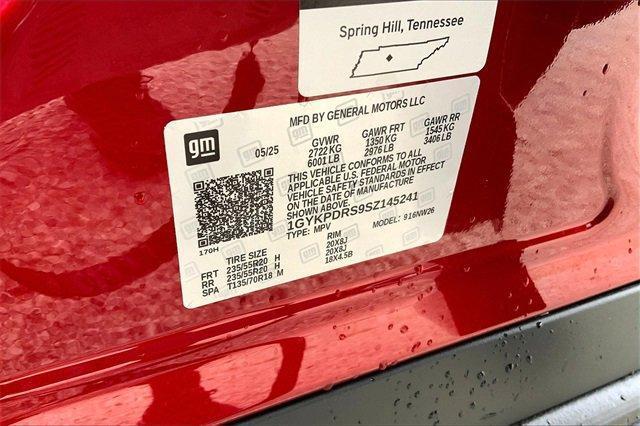 Spring Hill, Tennessee
MFD BY GENERAL MOTORS LLC
gm
05/25
GVWR GAWR FRT GAWR RR
2722 KG 1350 KG 1545 KG
6001 LB 2976 LB 3406 LB
THIS VEHICLE CONFORMS TO ALL
APPLICABLE U.S. FEDERAL MOTOR
VEHICLE SAFETY STANDARDS IN EFFECT
ON THE DATE OF MANUFACTURE
SHOWN ABOVE.
1GYKPDRS9SZ145241
TYPE: MPV MODEL: 916NW26
170H
TIRE SIZE RIM
FRT 235/55R20 H 20X8J
RR 235/55R20 H 20X8J
SPA T135/70R18 M 18X4.5B